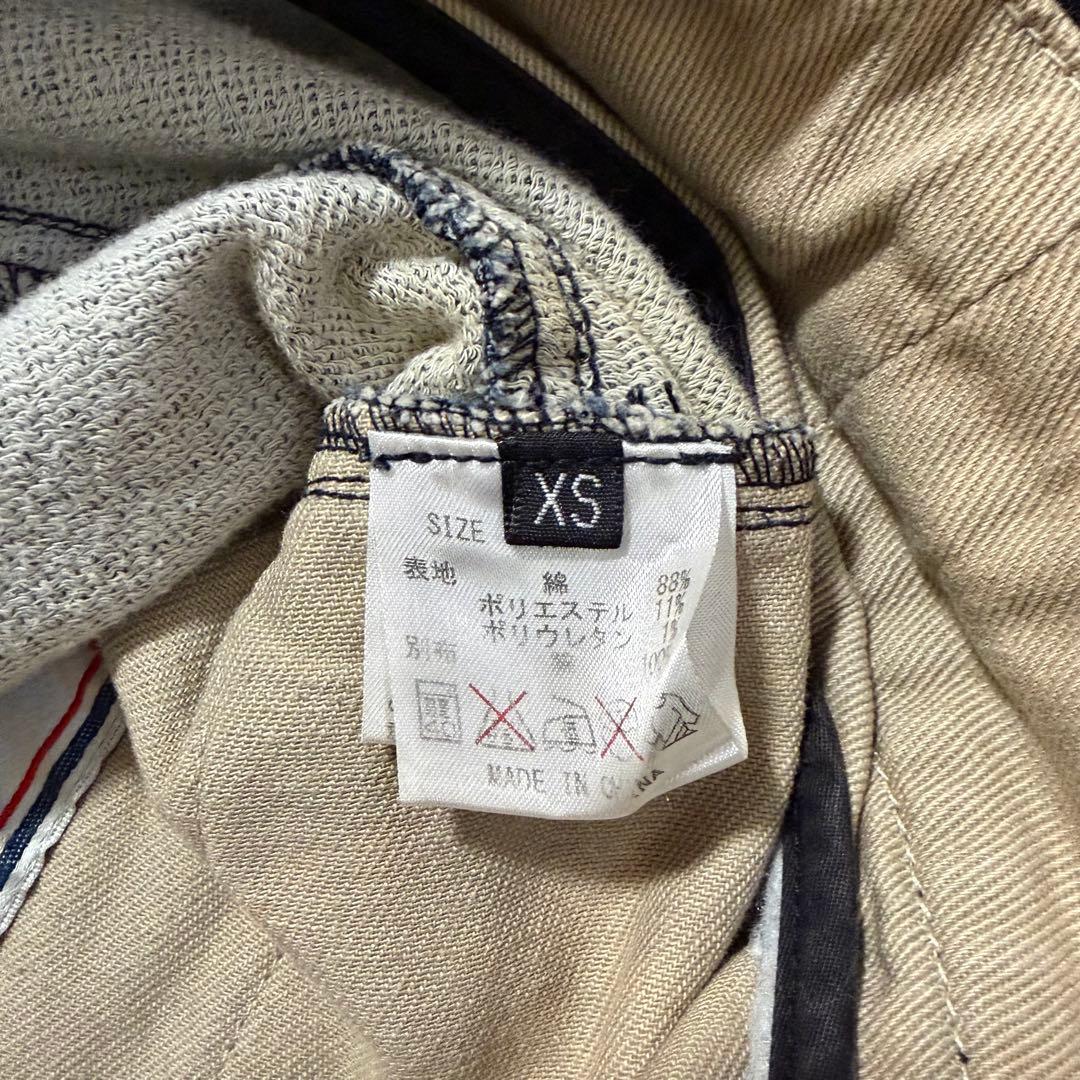 XS
SIZE
表地 綿 88%
ポリエステル 11%
ポリウレタン
別布
MADE IN CHINA